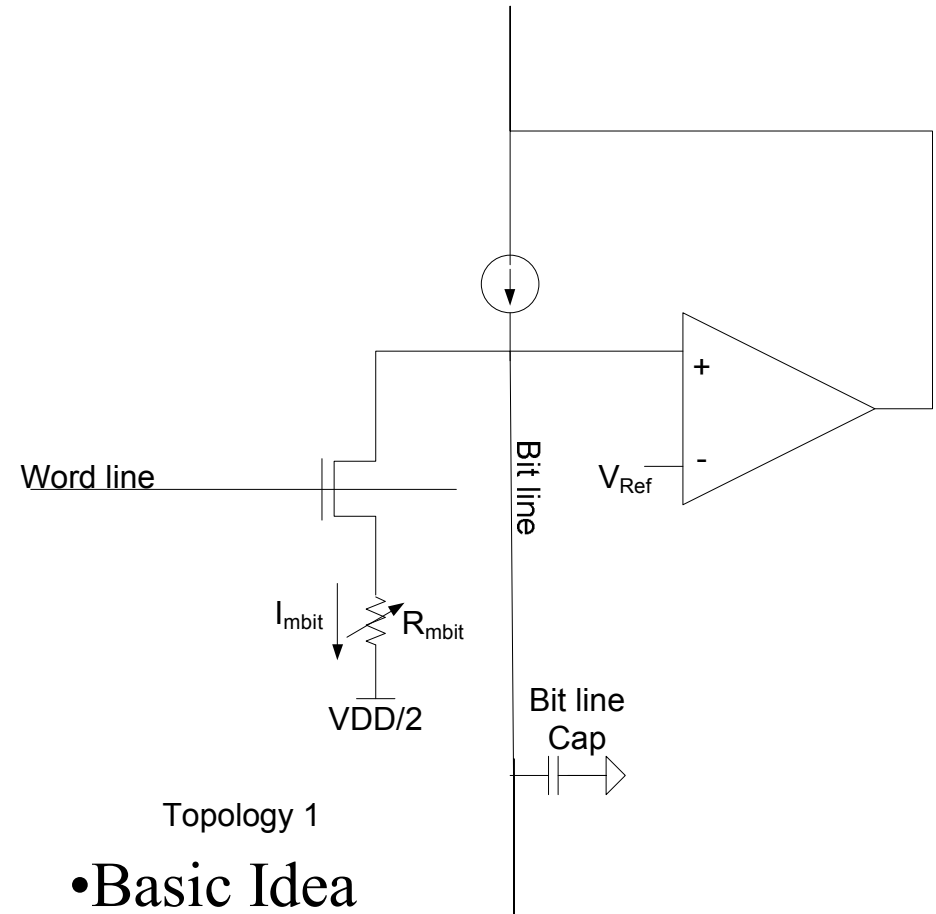 Word line
Bit line
+
-
V_Ref
I_mbit
R_mbit
VDD/2
Bit line
Cap
Topology 1
•Basic Idea